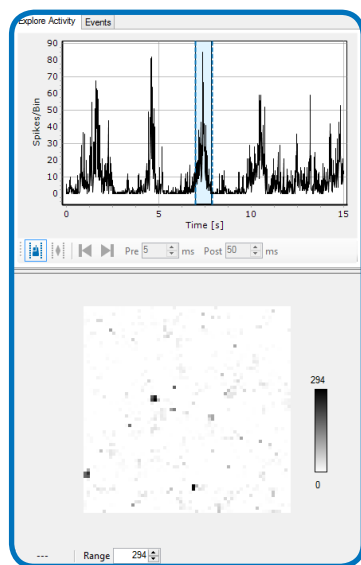 Explore Activity Events
90
80
70
60
50
40
30
20
10
0
Spikes/Bin
0 5 10 15
Time [s]
Pre 5 ms Post 50 ms
294
0
--- Range 294